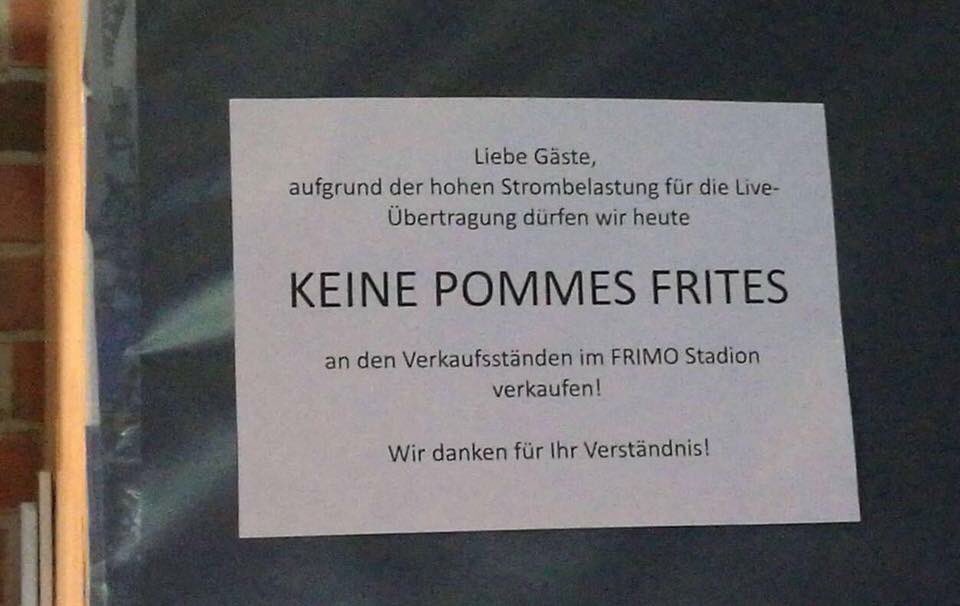 Liebe Gäste,
aufgrund der hohen Strombelastung für die Live-
Übertragung dürfen wir heute
KEINE POMMES FRITES
an den Verkaufsständen im FRIMO Stadion
verkaufen!
Wir danken für Ihr Verständnis!